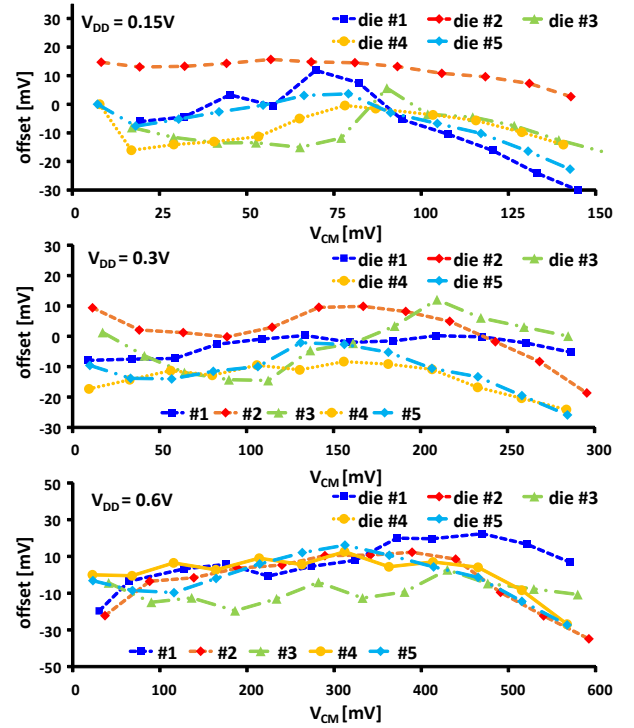 V_DD = 0.15V
die #1 die #2 die #3
die #4 die #5
30
20
10
0
-10
-20
-30
offset [mV]
0 25 50 75 100 125 150
V_CM [mV]
V_DD = 0.3V
die #1 die #2 die #3
die #4 die #5
30
20
10
0
-10
-20
-30
offset [mV]
#1 #2 #3 #4 #5
0 50 100 150 200 250 300
V_CM [mV]
V_DD = 0.6V
die #1 die #2 die #3
die #4 die #5
50
30
10
-10
-30
-50
offset [mV]
#1 #2 #3 #4 #5
0 100 200 300 400 500 600
V_CM [mV]